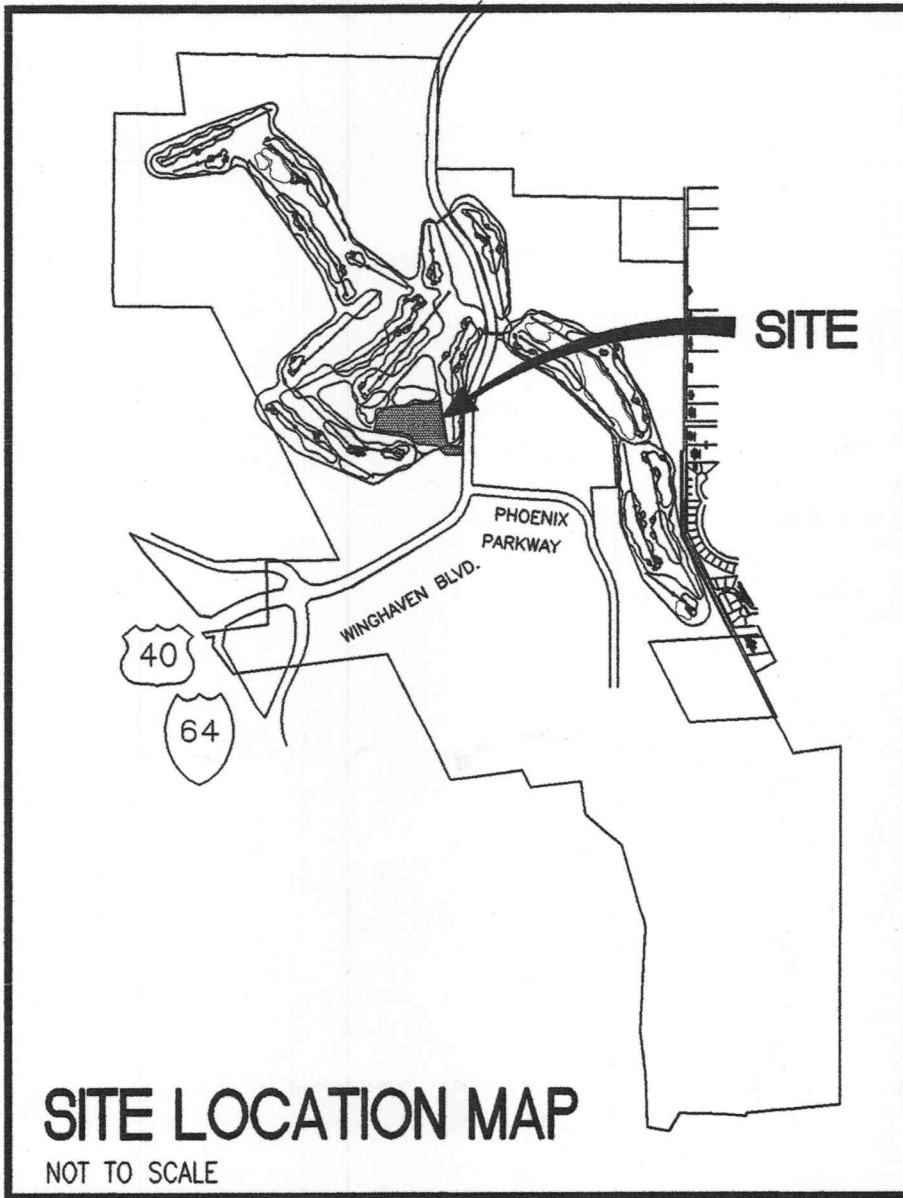 SITE
PHOENIX
PARKWAY
WINGHAVEN BLVD.
40
64
SITE LOCATION MAP
NOT TO SCALE